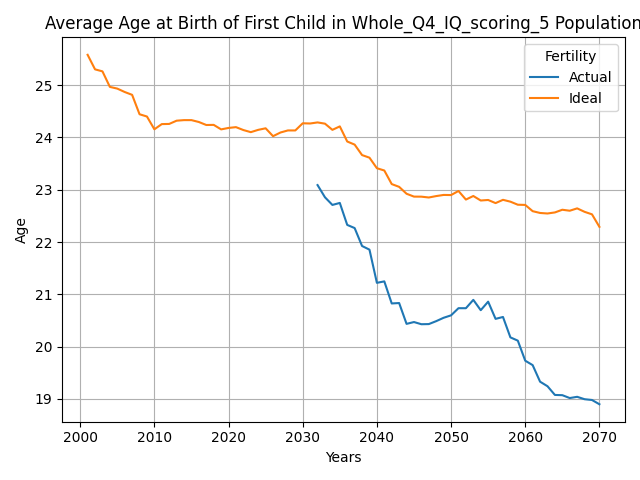 Average Age at Birth of First Child in Whole_Q4_IQ_scoring_5 Population
Fertility
Actual
Ideal
Age
25
24
23
22
21
20
19
2000 2010 2020 2030 2040 2050 2060 2070
Years